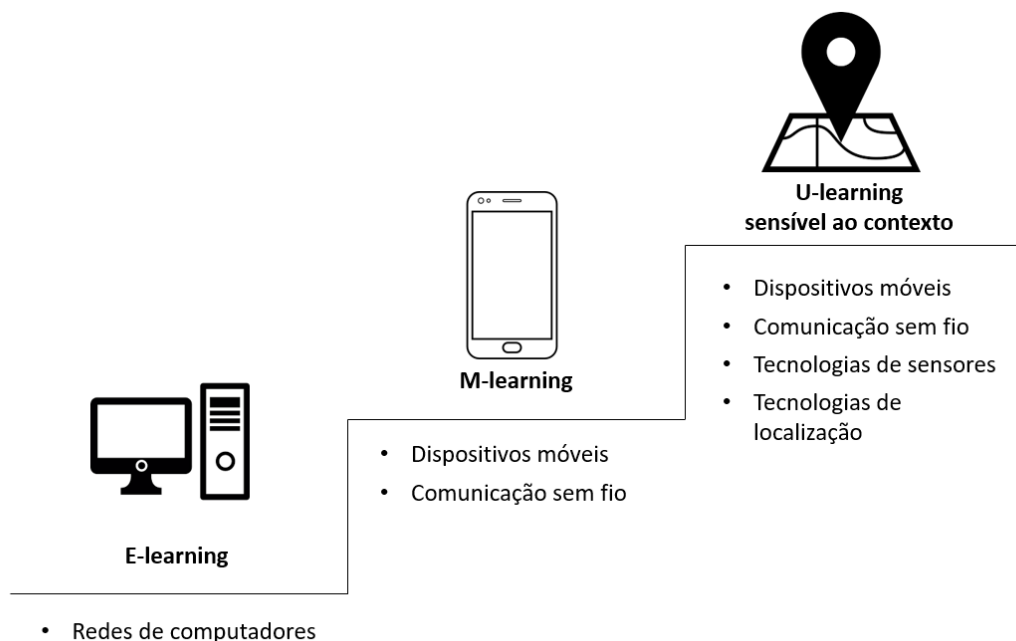 U-learning
sensível ao contexto
• Dispositivos móveis
• Comunicação sem fio
• Tecnologias de sensores
• Tecnologias de
localização
M-learning
• Dispositivos móveis
• Comunicação sem fio
E-learning
• Redes de computadores